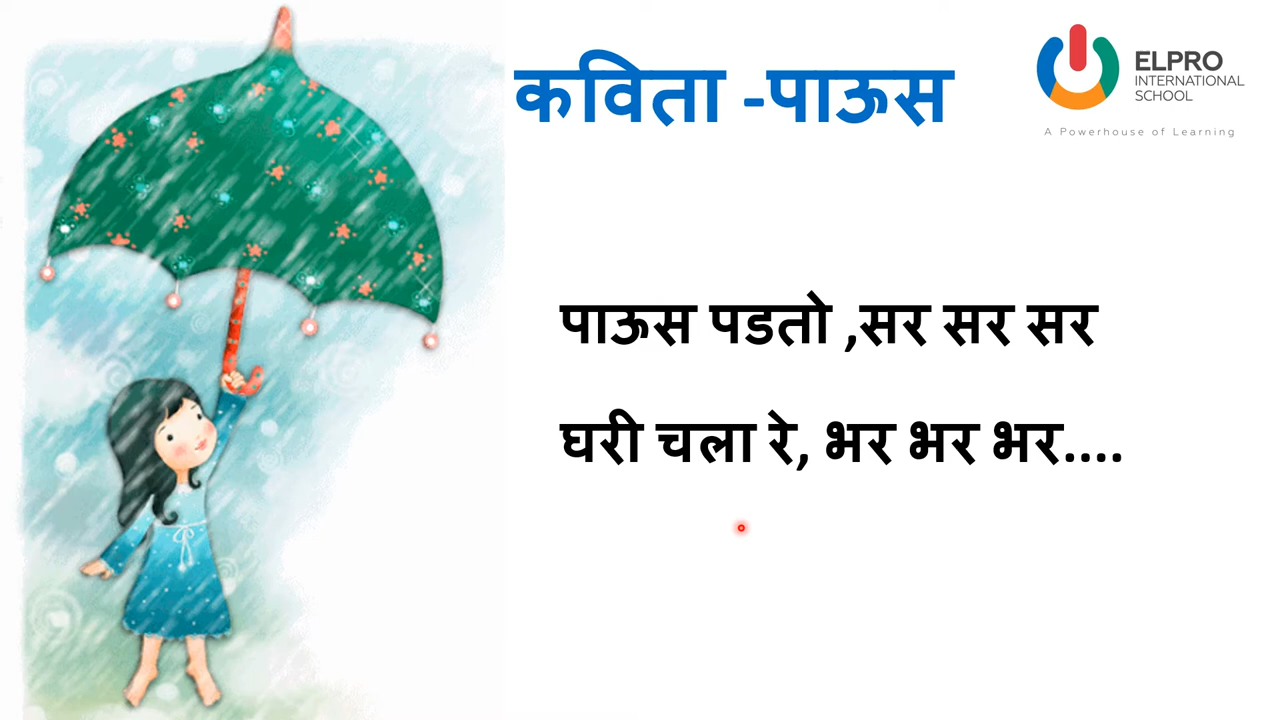 कविता -पाऊस
ELPRO
INTERNATIONAL
SCHOOL
A Powerhouse of Learning
पाऊस पडतो ,सर सर सर
घरी चला रे, भर भर भर....